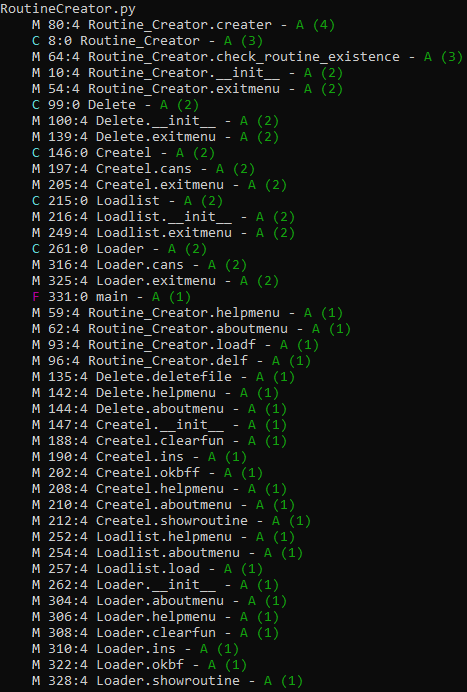 RoutineCreator.py
M 80:4 Routine_Creator.creater - A (4)
C 8:0 Routine_Creator - A (3)
M 64:4 Routine_Creator.check_routine_existence - A (3)
M 10:4 Routine_Creator.__init__ - A (2)
M 54:4 Routine_Creator.exitmenu - A (2)
C 99:0 Delete - A (2)
M 100:4 Delete.__init__ - A (2)
M 139:4 Delete.exitmenu - A (2)
C 146:0 Createl - A (2)
M 197:4 Createl.cans - A (2)
M 205:4 Createl.exitmenu - A (2)
C 215:0 Loadlist - A (2)
M 216:4 Loadlist.__init__ - A (2)
M 249:4 Loadlist.exitmenu - A (2)
C 261:0 Loader - A (2)
M 316:4 Loader.cans - A (2)
M 325:4 Loader.exitmenu - A (2)
F 331:0 main - A (1)
M 59:4 Routine_Creator.helpmenu - A (1)
M 62:4 Routine_Creator.aboutmenu - A (1)
M 93:4 Routine_Creator.loadf - A (1)
M 96:4 Routine_Creator.delf - A (1)
M 135:4 Delete.deletefile - A (1)
M 142:4 Delete.helpmenu - A (1)
M 144:4 Delete.aboutmenu - A (1)
M 147:4 Createl.__init__ - A (1)
M 188:4 Createl.clearfun - A (1)
M 190:4 Createl.ins - A (1)
M 202:4 Createl.okbff - A (1)
M 208:4 Createl.helpmenu - A (1)
M 210:4 Createl.aboutmenu - A (1)
M 212:4 Createl.showroutine - A (1)
M 252:4 Loadlist.helpmenu - A (1)
M 254:4 Loadlist.aboutmenu - A (1)
M 257:4 Loadlist.load - A (1)
M 262:4 Loader.__init__ - A (1)
M 304:4 Loader.aboutmenu - A (1)
M 306:4 Loader.helpmenu - A (1)
M 308:4 Loader.clearfun - A (1)
M 310:4 Loader.ins - A (1)
M 322:4 Loader.okbf - A (1)
M 328:4 Loader.showroutine - A (1)